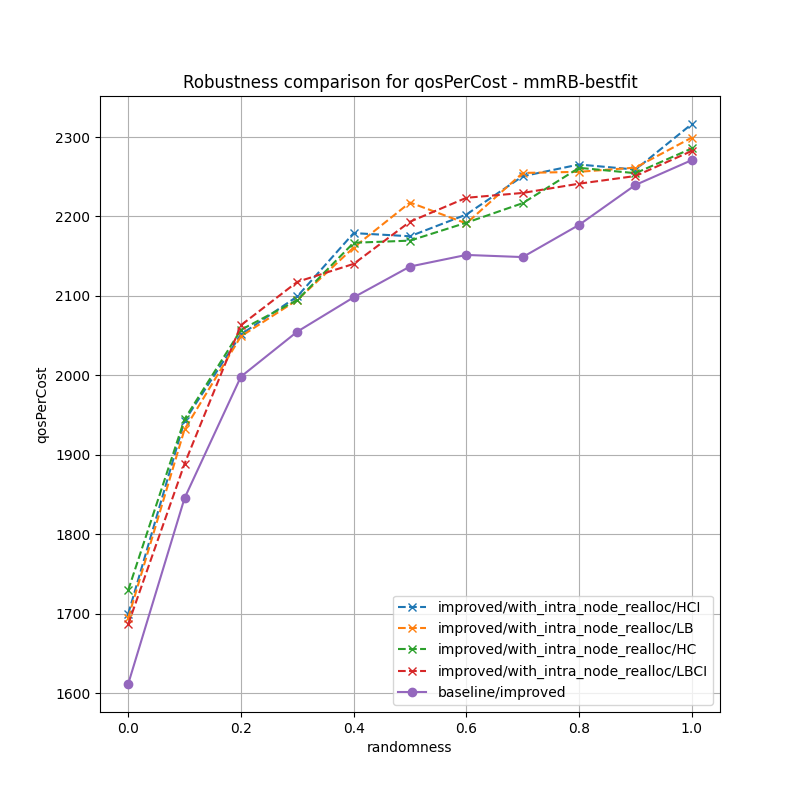 Robustness comparison for qosPerCost - mmRB-bestfit
2300
2200
2100
2000
1900
1800
1700
1600
qosPerCost
0.0 0.2 0.4 0.6 0.8 1.0
randomness
improved/with_intra_node_realloc/HCI
improved/with_intra_node_realloc/LB
improved/with_intra_node_realloc/HC
improved/with_intra_node_realloc/LBCI
baseline/improved